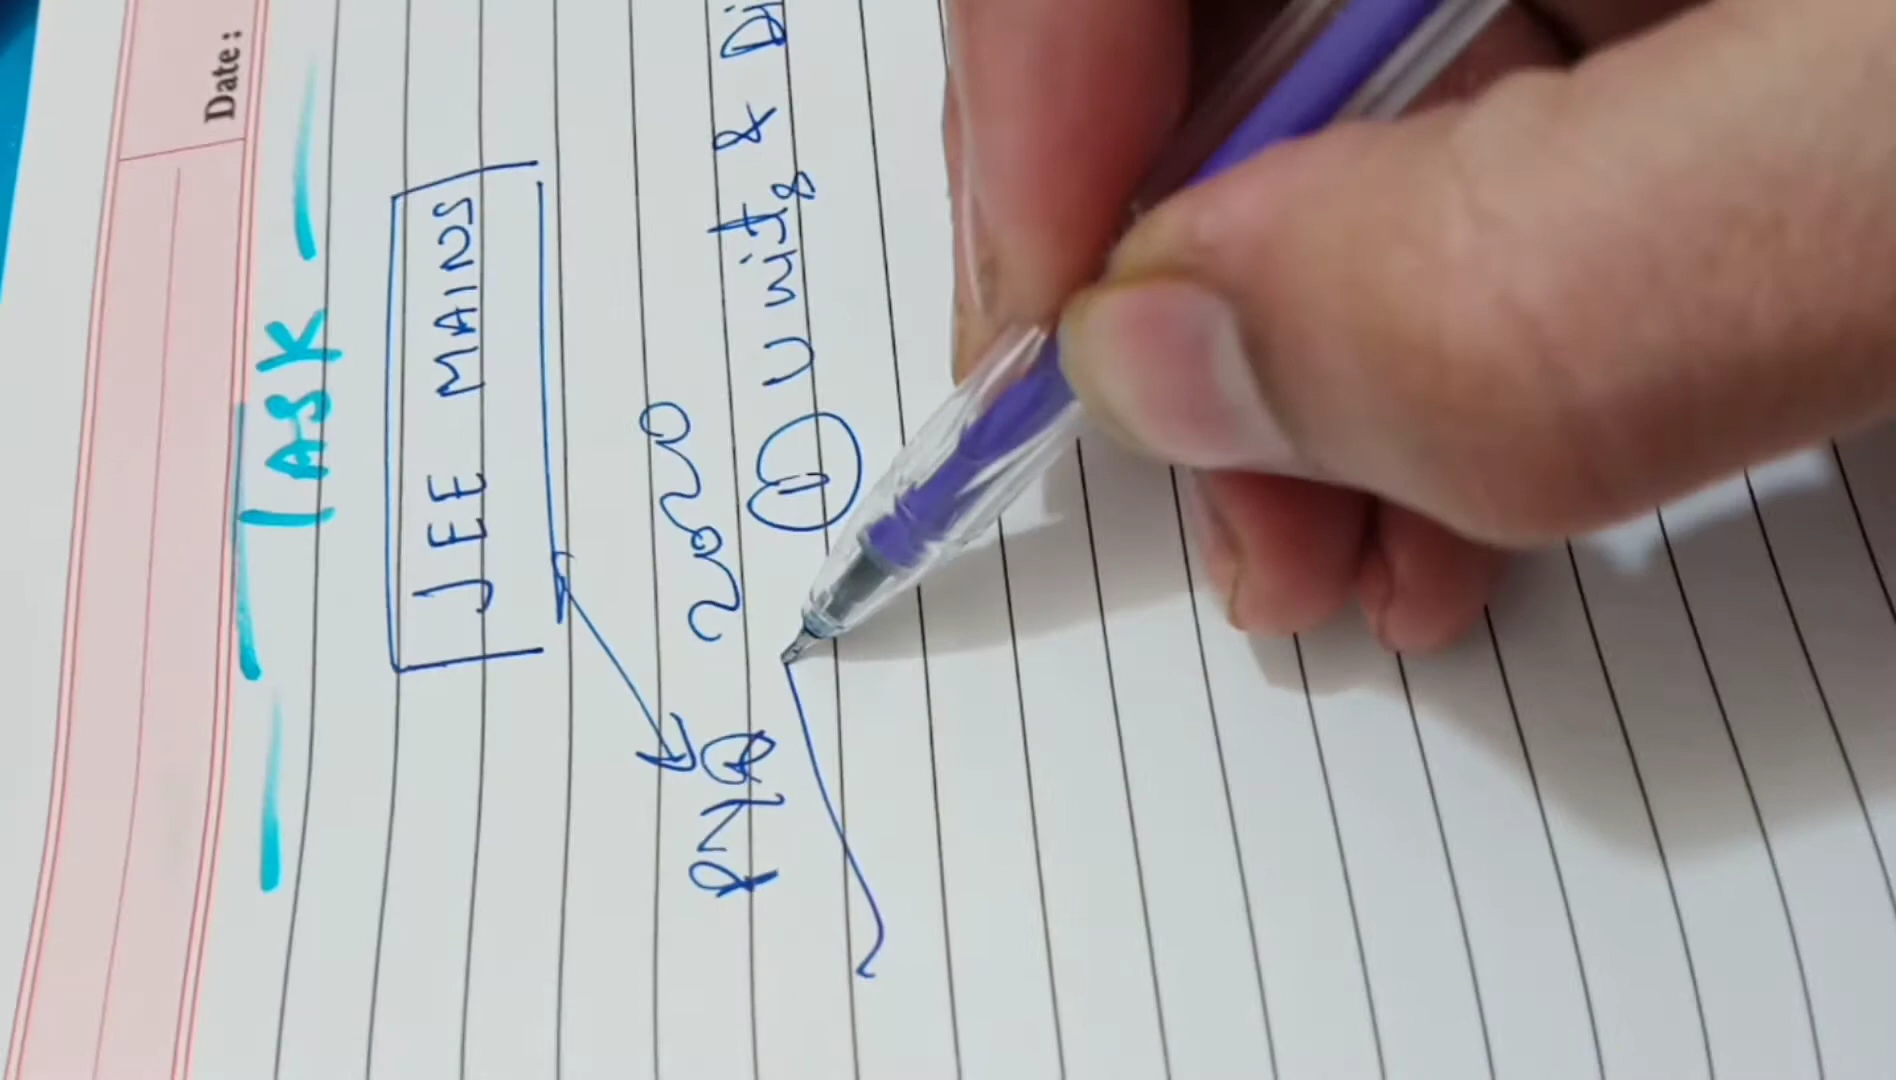 Date:
TASK
JEE MAINS
PYQ 2020
① Units & Di